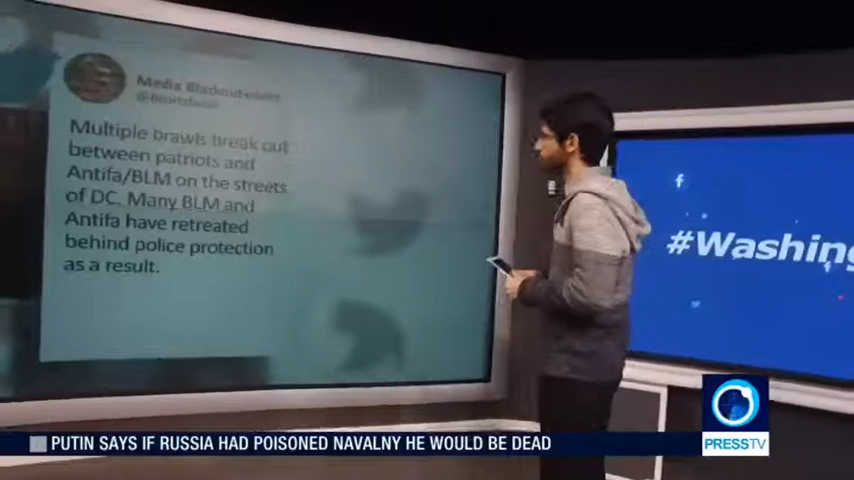 Media Blackout
Multiple brawls break out
between patriots and
Antifa/BLM on the streets
of DC. Many BLM and
Antifa have retreated
behind police protection
as a result.
#Washing
PUTIN SAYS IF RUSSIA HAD POISONED NAVALNY HE WOULD BE DEAD
PRESS TV